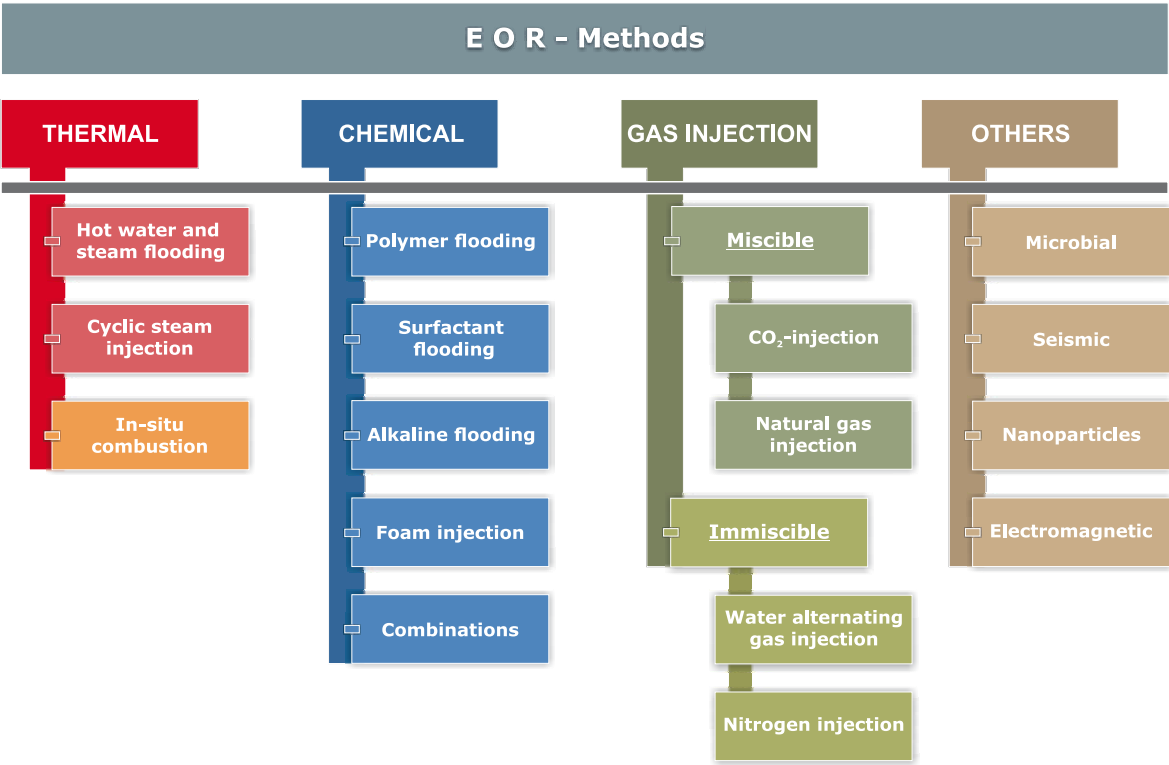 E O R – Methods
THERMAL
Hot water and
steam flooding
Cyclic steam
injection
In-situ
combustion
CHEMICAL
Polymer flooding
Surfactant
flooding
Alkaline flooding
Foam injection
Combinations
GAS INJECTION
Miscible
CO₂-injection
Natural gas
injection
Immiscible
Water alternating
gas injection
Nitrogen injection
OTHERS
Microbial
Seismic
Nanoparticles
Electromagnetic